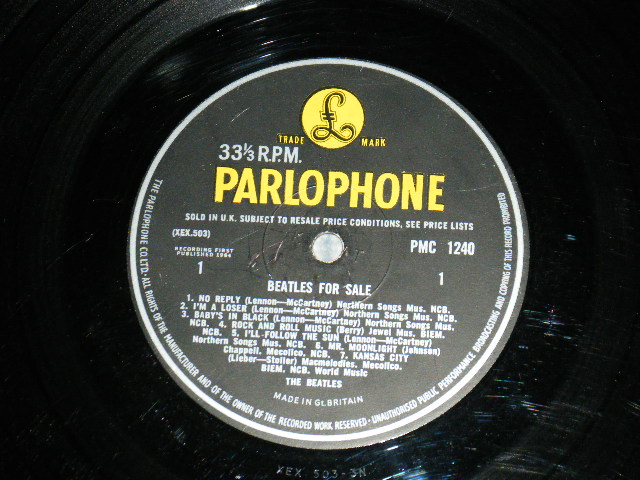 £
TRADE MARK
33⅓ R.P.M.
PARLOPHONE
SOLD IN U.K. SUBJECT TO RESALE PRICE CONDITIONS, SEE PRICE LISTS
(XEX.503)
PMC 1240
RECORDING FIRST
PUBLISHED 1964
1
1
BEATLES FOR SALE
1. NO REPLY (Lennon—McCartney) Northern Songs Mus. NCB.
2. I'M A LOSER (Lennon—McCartney) Northern Songs Mus. NCB.
3. BABY'S IN BLACK (Lennon—McCartney) Northern Songs Mus.
NCB. 4. ROCK AND ROLL MUSIC (Berry) Jewel Mus. BIEM.
NCB. 5. I'LL-FOLLOW THE SUN (Lennon—McCartney)
Northern Songs Mus. NCB. 6. MR. MOONLIGHT (Johnson)
Chappell. Mecolico. NCB. 7. KANSAS CITY
(Lieber—Stoller) Macmelodies. Mecolico.
BIEM. NCB. World Music
THE BEATLES
MADE IN Gt. BRITAIN
THE PARLOPHONE CO. LTD. · ALL RIGHTS OF THE MANUFACTURER AND OF THE OWNER OF THE RECORDED WORK RESERVED · UNAUTHORISED PUBLIC PERFORMANCE BROADCASTING AND COPYING OF THIS RECORD PROHIBITED
XEX 503-3N